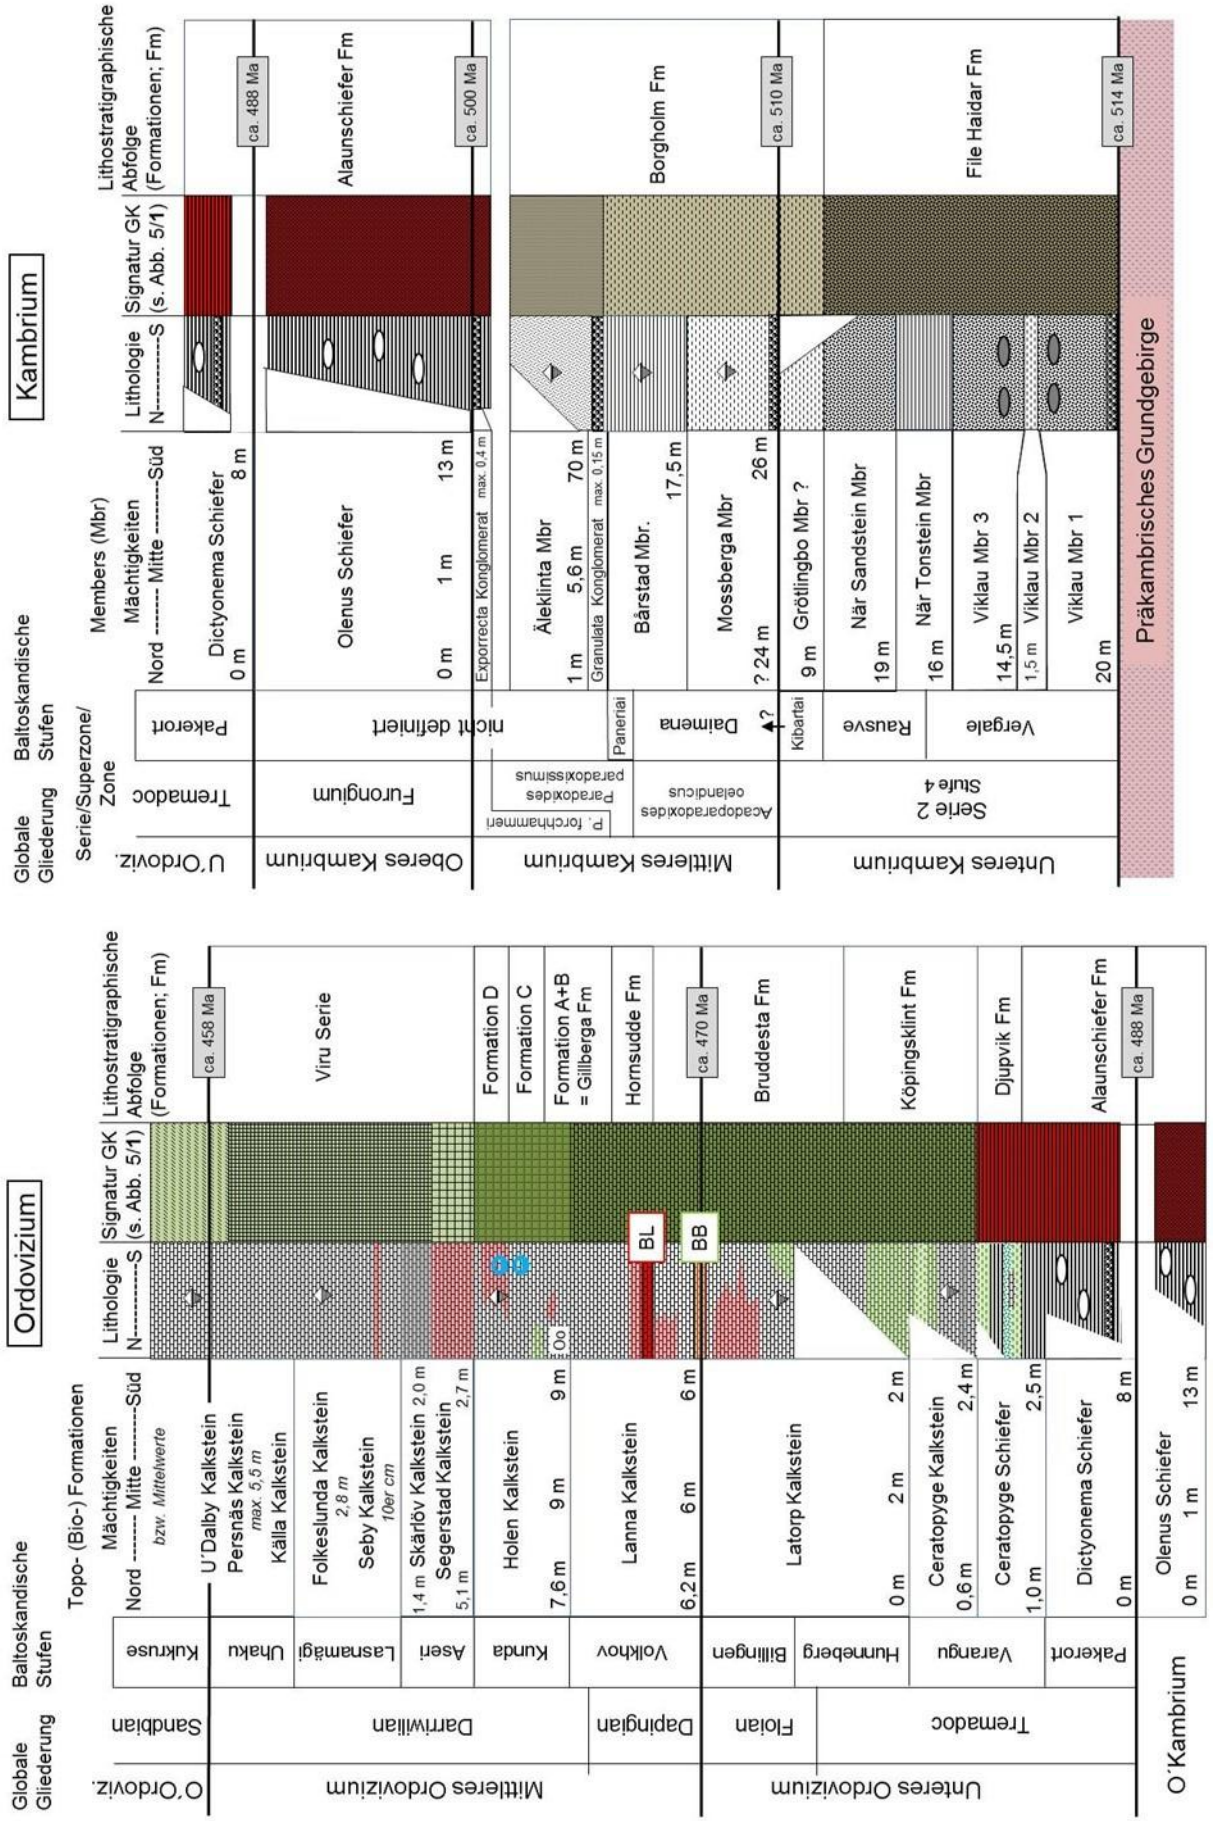 Ordovizium
Globale
Gliederung
Baltoskandische
Stufen
Topo- (Bio-) Formationen
Mächtigkeiten
Nord ------- Mitte --------Süd
bzw. Mittelwerte
Lithologie
N-----------S
Signatur GK
(s. Abb. 5/1)
Lithostratigraphische
Abfolge
(Formationen; Fm)
O´Ordoviz.
Mittleres Ordovizium
Unteres Ordovizium
O´Kambrium
Sandbian
Darriwilian
Dapingian
Floian
Tremadoc
Kukruse
Uhaku
Lasnamägi
Aseri
Kunda
Volkhov
Billingen
Hunneberg
Varangu
Pakerort
U´Dalby Kalkstein
Persnäs Kalkstein
max. 5,5 m
Källa Kalkstein
Folkeslunda Kalkstein
2,8 m
Seby Kalkstein
10er cm
1,4 m Skärlöv Kalkstein 2,0 m
Segerstad Kalkstein
5,1 m 2,7 m
Holen Kalkstein
7,6 m 9 m 9 m
Lanna Kalkstein
6,2 m 6 m 6 m
Latorp Kalkstein
0 m 2 m 2 m
Ceratopyge Kalkstein
0,6 m 2,4 m
Ceratopyge Schiefer
1,0 m 2,5 m
Dictyonema Schiefer
0 m 8 m
Olenus Schiefer
0 m 1 m 13 m
Oo
BL
BB
ca. 458 Ma
Viru Serie
Formation D
Formation C
Formation A+B
= Gillberga Fm
Hornsudde Fm
ca. 470 Ma
Bruddesta Fm
Köpingsklint Fm
Djupvik Fm
Alaunschiefer Fm
ca. 488 Ma
Kambrium
Globale
Gliederung
Baltoskandische
Stufen
Serie/Superzone/
Zone
Members (Mbr)
Mächtigkeiten
Nord ------- Mitte -------Süd
Lithologie
N-----------S
Signatur GK
(s. Abb. 5/1)
Lithostratigraphische
Abfolge
(Formationen; Fm)
U´Ordoviz.
Oberes Kambrium
Mittleres Kambrium
Unteres Kambrium
Tremadoc
Furongium
P. forchhammeri
Paradoxides
paradoxissimus
Acadoparadoxides
oelandicus
Serie 2
Stufe 4
Pakerort
nicht definiert
Paneriai
Daimena
?
Kibartai
Rausve
Vergale
Dictyonema Schiefer
0 m 8 m
Olenus Schiefer
0 m 1 m 13 m
Exporrecta Konglomerat max. 0,4 m
Äleklinta Mbr
1 m 5,6 m 70 m
Granulata Konglomerat max. 0,15 m
Bårstad Mbr.
17,5 m
Mossberga Mbr
? 24 m 26 m
Grötlingbo Mbr ?
9 m
När Sandstein Mbr
19 m
När Tonstein Mbr
16 m
Viklau Mbr 3
14,5 m
1,5 m Viklau Mbr 2
Viklau Mbr 1
20 m
ca. 488 Ma
Alaunschiefer Fm
ca. 500 Ma
Borgholm Fm
ca. 510 Ma
File Haidar Fm
ca. 514 Ma
Präkambrisches Grundgebirge